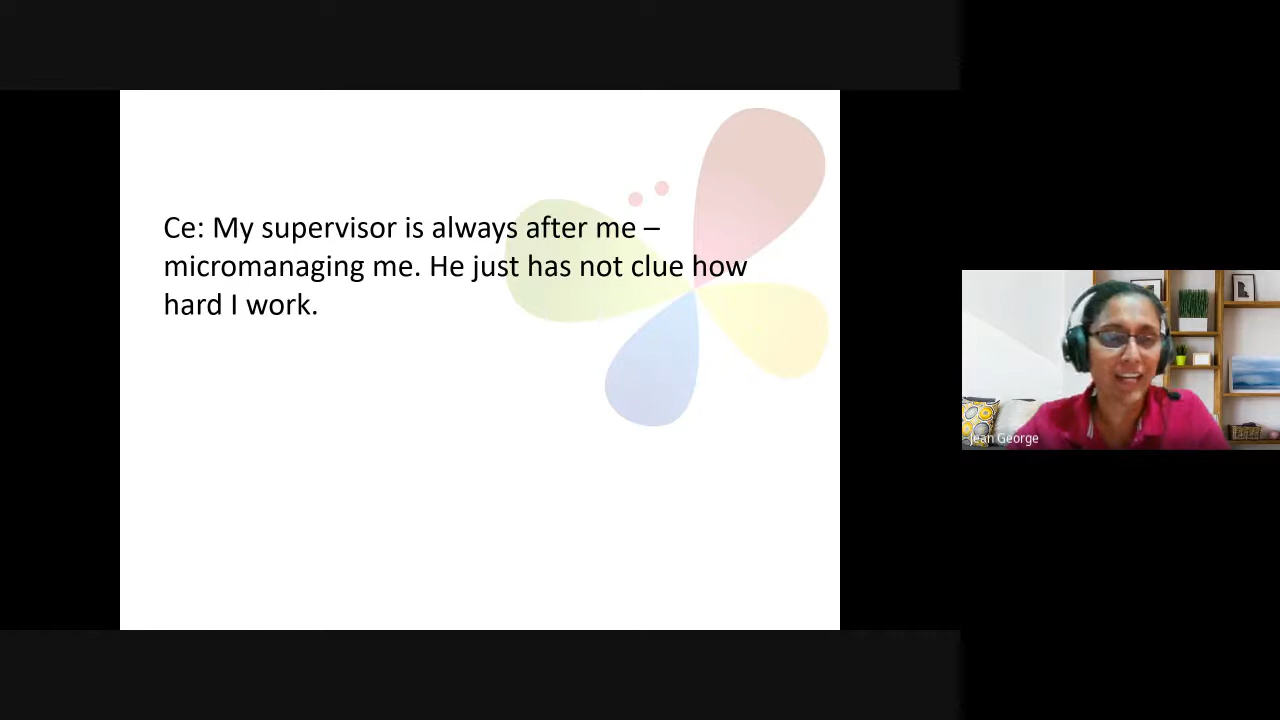 Ce: My supervisor is always after me –
micromanaging me. He just has not clue how
hard I work.
Jean George